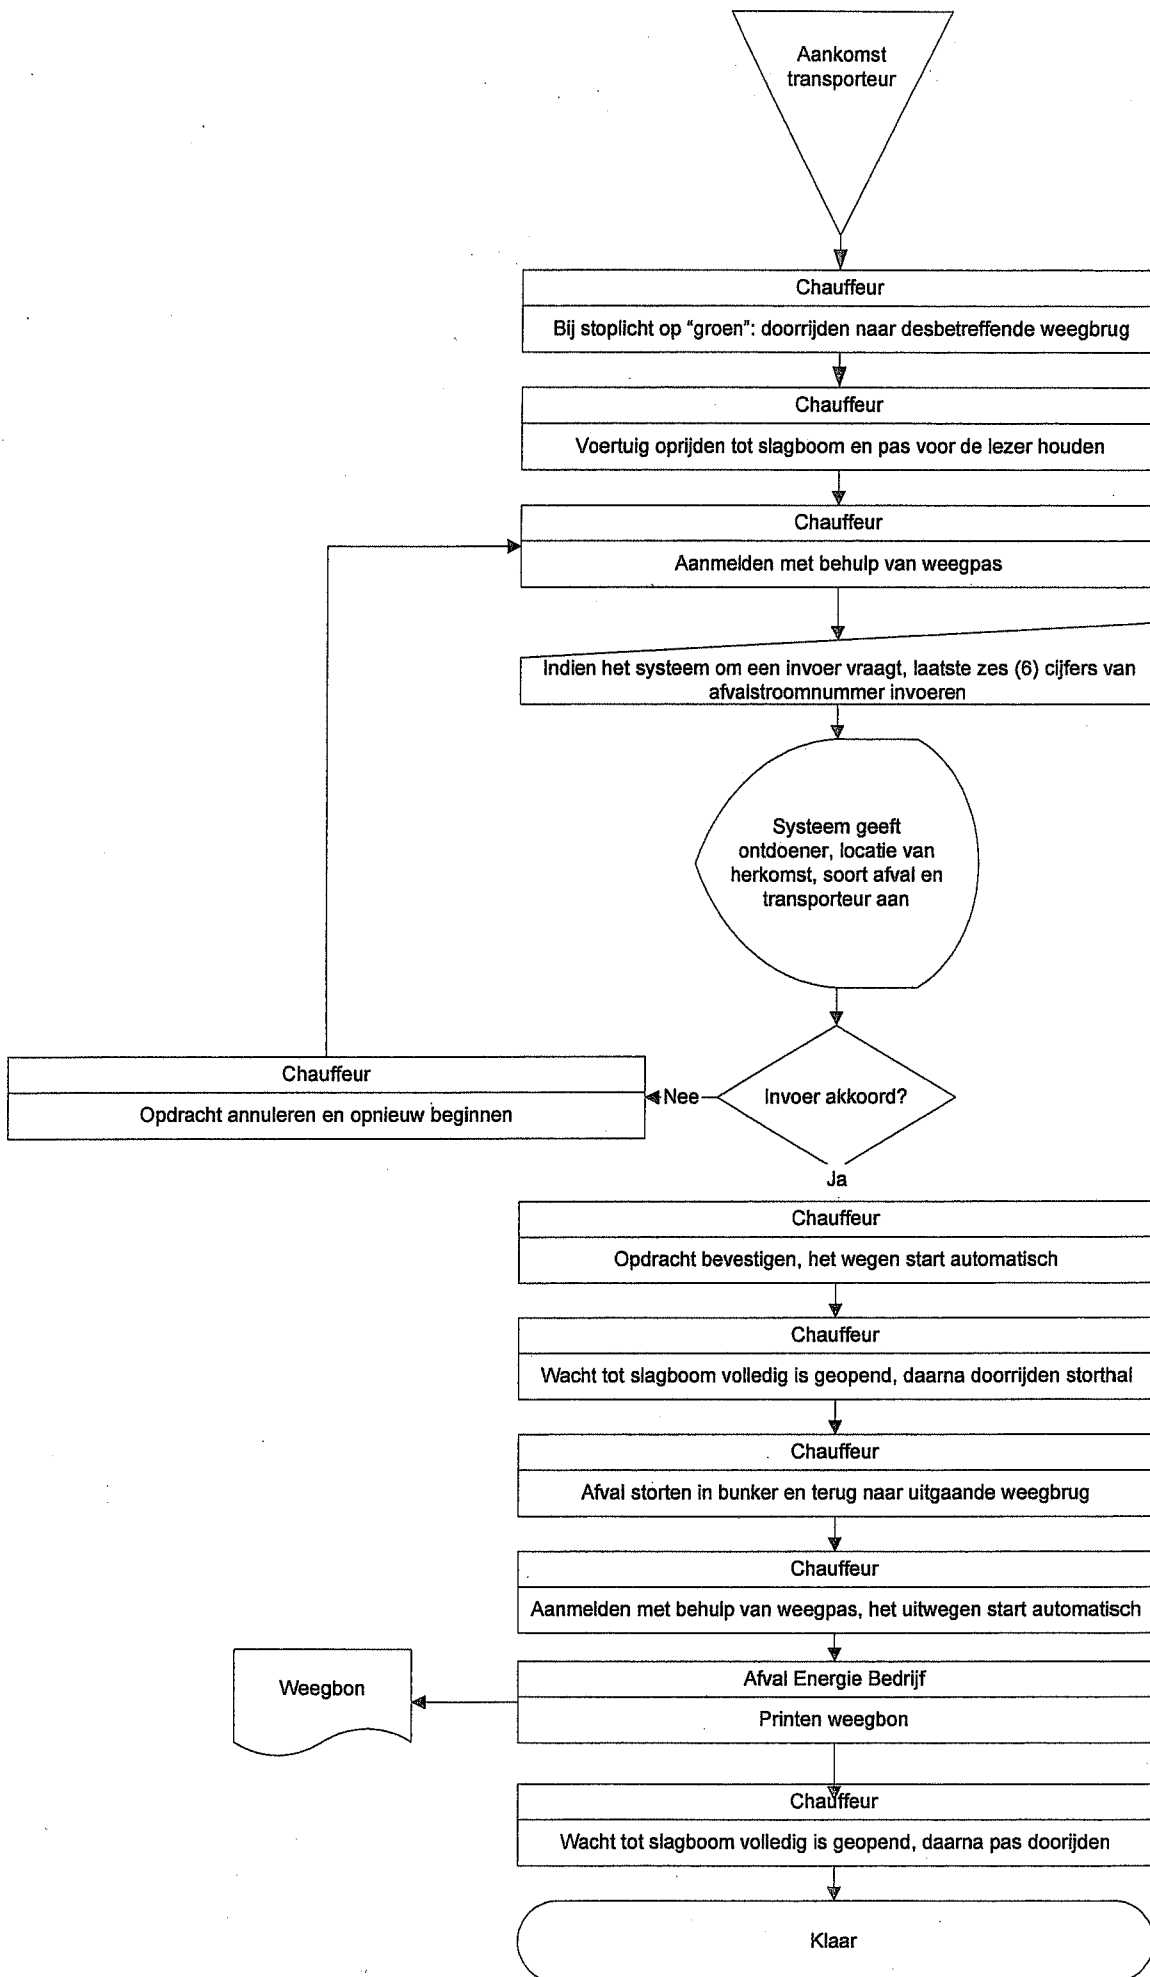 Aankomst
transporteur
Chauffeur
Bij stoplicht op “groen”: doorrijden naar desbetreffende weegbrug
Chauffeur
Voertuig oprijden tot slagboom en pas voor de lezer houden
Chauffeur
Aanmelden met behulp van weegpas
Indien het systeem om een invoer vraagt, laatste zes (6) cijfers van
afvalstroomnummer invoeren
Systeem geeft
ontdoener, locatie van
herkomst, soort afval en
transporteur aan
Invoer akkoord?
Nee
Chauffeur
Opdracht annuleren en opnieuw beginnen
Ja
Chauffeur
Opdracht bevestigen, het wegen start automatisch
Chauffeur
Wacht tot slagboom volledig is geopend, daarna doorrijden storthal
Chauffeur
Afval storten in bunker en terug naar uitgaande weegbrug
Chauffeur
Aanmelden met behulp van weegpas, het uitwegen start automatisch
Afval Energie Bedrijf
Printen weegbon
Weegbon
Chauffeur
Wacht tot slagboom volledig is geopend, daarna pas doorijden
Klaar